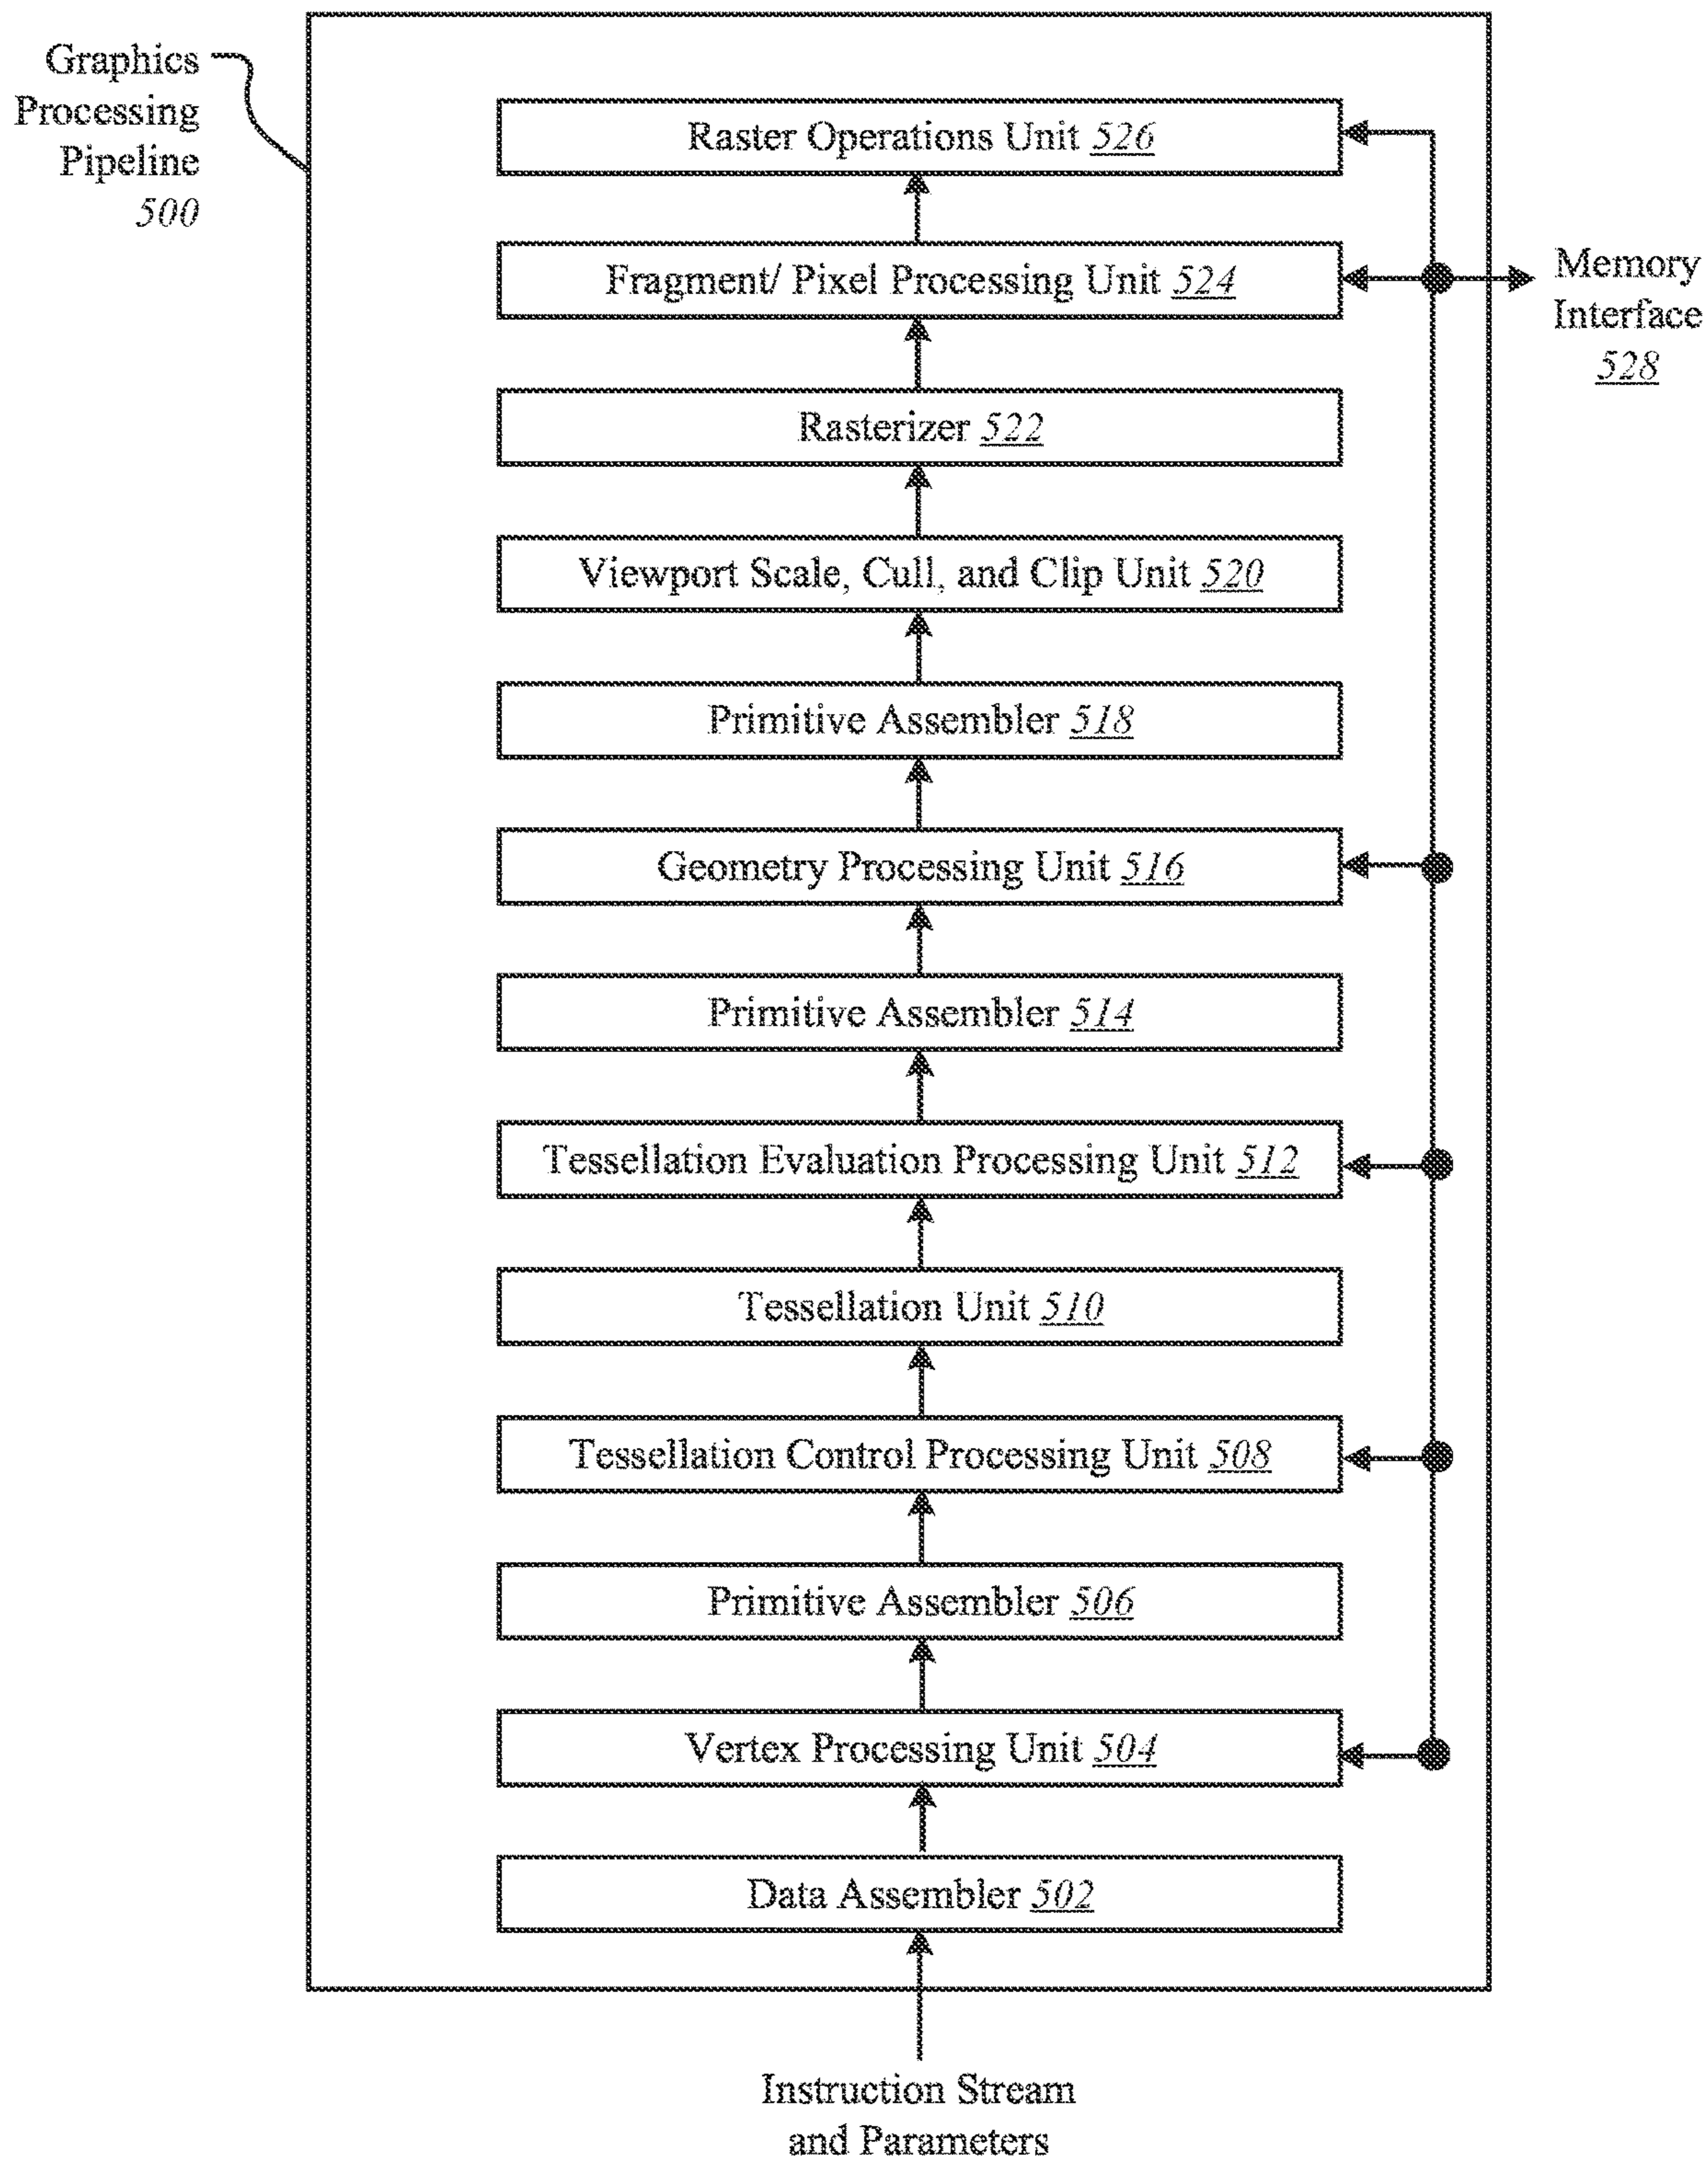 Graphics
Processing
Pipeline
500
Raster Operations Unit 526
Fragment/ Pixel Processing Unit 524
Memory
Interface
528
Rasterizer 522
Viewport Scale, Cull, and Clip Unit 520
Primitive Assembler 518
Geometry Processing Unit 516
Primitive Assembler 514
Tessellation Evaluation Processing Unit 512
Tessellation Unit 510
Tessellation Control Processing Unit 508
Primitive Assembler 506
Vertex Processing Unit 504
Data Assembler 502
Instruction Stream
and Parameters